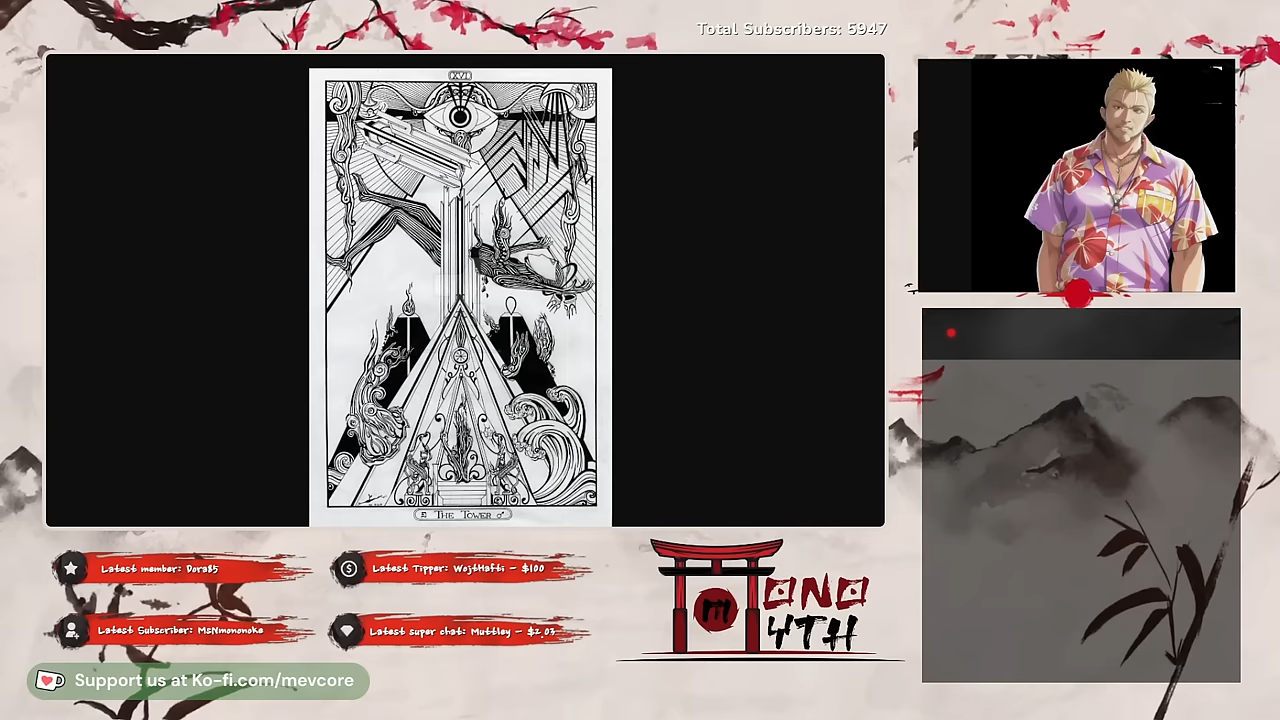 Total Subscribers: 5947
XVI
THE TOWER
Latest member: Dora85
Latest Tipper: WojtHafti - $100
Latest Subscriber: MsNmononoke
Latest super chat: Muttley - $2.03
m
ONO
4TH
Support us at Ko-fi.com/mevcore